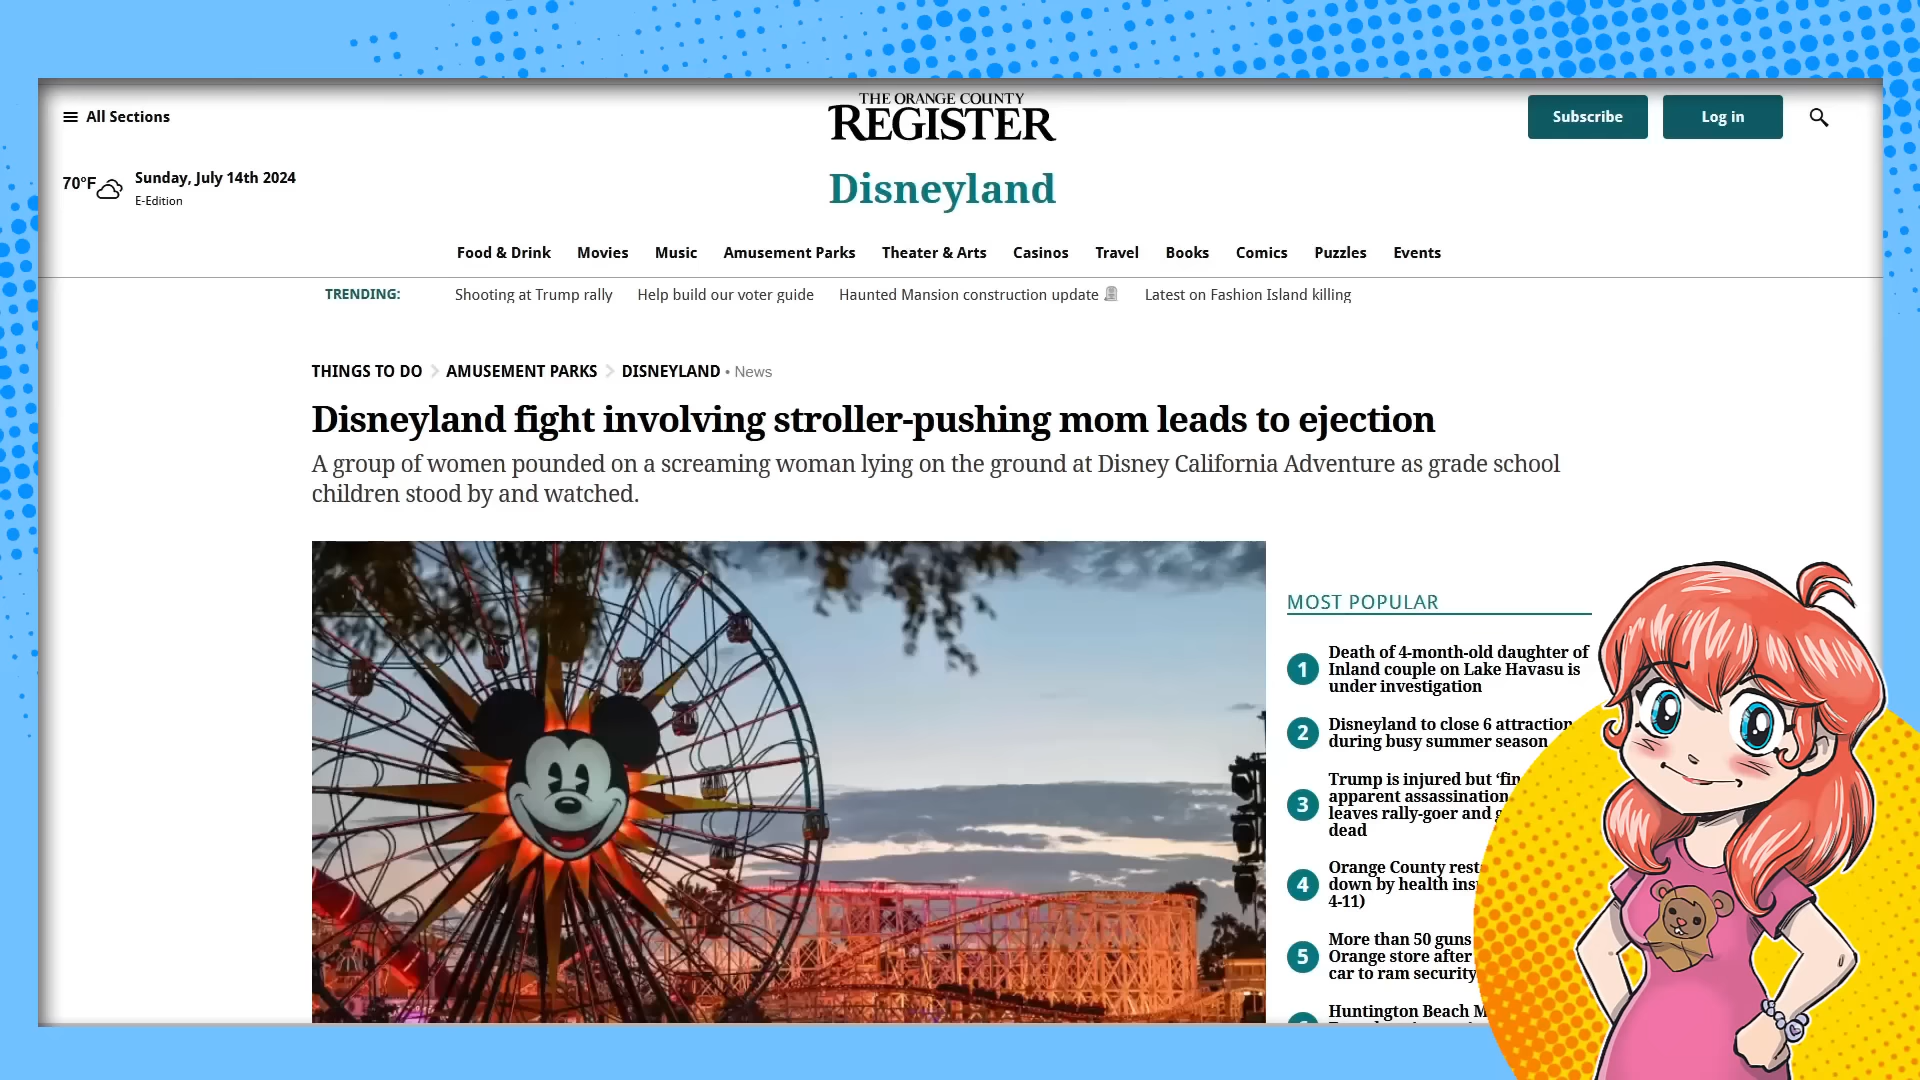 All Sections
THE ORANGE COUNTY
REGISTER
Subscribe
Log in
70°F
Sunday, July 14th 2024
E-Edition
Disneyland
Food & Drink
Movies
Music
Amusement Parks
Theater & Arts
Casinos
Travel
Books
Comics
Puzzles
Events
TRENDING:
Shooting at Trump rally
Help build our voter guide
Haunted Mansion construction update
Latest on Fashion Island killing
THINGS TO DO
AMUSEMENT PARKS
DISNEYLAND • News
Disneyland fight involving stroller-pushing mom leads to ejection
A group of women pounded on a screaming woman lying on the ground at Disney California Adventure as grade school
children stood by and watched.
MOST POPULAR
1
Death of 4-month-old daughter of
Inland couple on Lake Havasu is
under investigation
2
Disneyland to close 6 attraction
during busy summer season
3
Trump is injured but ‘fin
apparent assassination
leaves rally-goer and
dead
4
Orange County rest
down by health ins
4-11)
5
More than 50 guns
Orange store after
car to ram security
Huntington Beach M